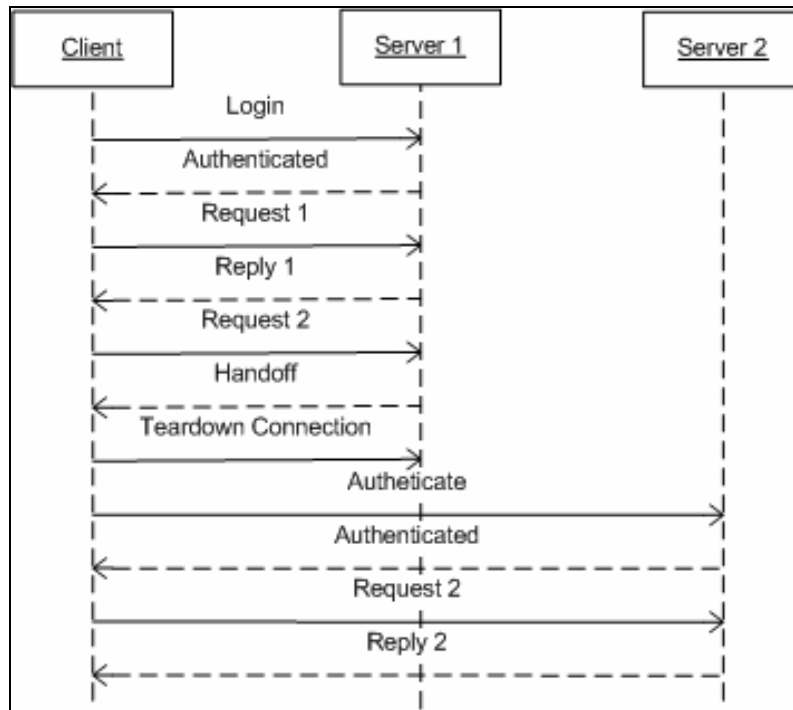 Client
Server 1
Server 2
Login
Authenticated
Request 1
Reply 1
Request 2
Handoff
Teardown Connection
Autheticate
Authenticated
Request 2
Reply 2